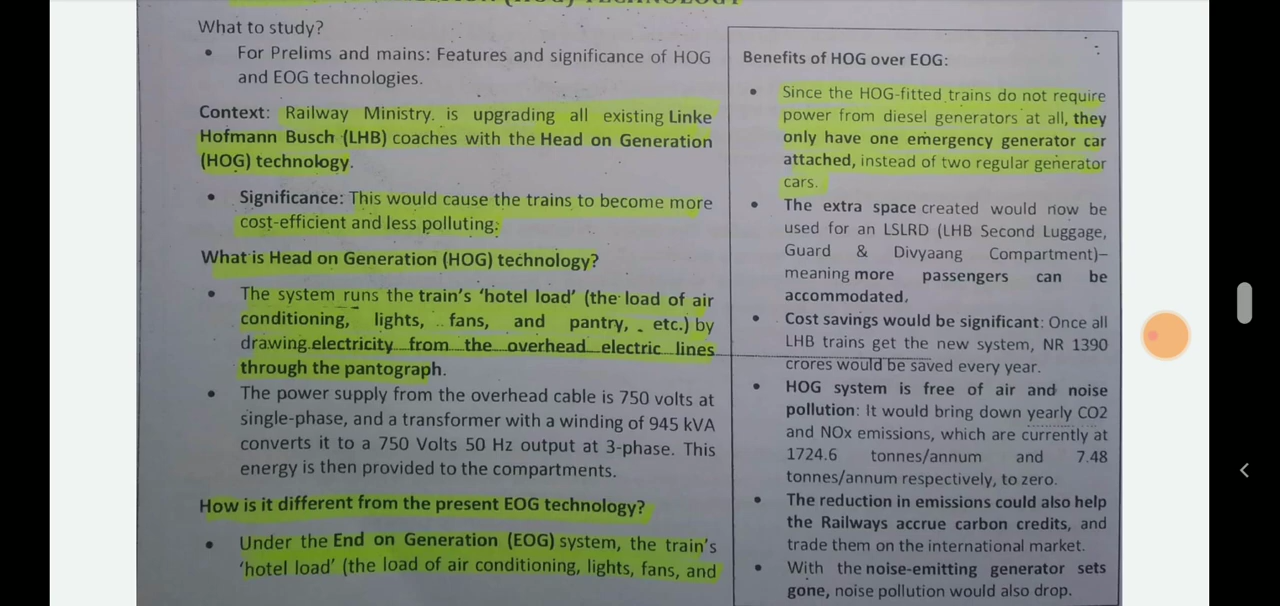 (HOG) TECHNOLOGY
What to study?
• For Prelims and mains: Features and significance of HOG
and EOG technologies.
Context: Railway Ministry. is upgrading all existing Linke
Hofmann Busch (LHB) coaches with the Head on Generation
(HOG) technology.
• Significance: This would cause the trains to become more
cost-efficient and less polluting.
What is Head on Generation (HOG) technology?
• The system runs the train's 'hotel load' (the load of air
conditioning, lights, fans, and pantry, etc.) by
drawing electricity from the overhead electric lines
through the pantograph.
• The power supply from the overhead cable is 750 volts at
single-phase, and a transformer with a winding of 945 kVA
converts it to a 750 Volts 50 Hz output at 3-phase. This
energy is then provided to the compartments.
How is it different from the present EOG technology?
• Under the End on Generation (EOG) system, the train's
'hotel load' (the load of air conditioning, lights, fans, and
Benefits of HOG over EOG:
• Since the HOG-fitted trains do not require
power from diesel generators at all, they
only have one emergency generator car
attached, instead of two regular generator
cars.
• The extra space created would now be
used for an LSLRD (LHB Second Luggage,
Guard & Divyaang Compartment)–
meaning more passengers can be
accommodated.
• Cost savings would be significant: Once all
LHB trains get the new system, NR 1390
crores would be saved every year.
• HOG system is free of air and noise
pollution: It would bring down yearly CO2
and NOx emissions, which are currently at
1724.6 tonnes/annum and 7.48
tonnes/annum respectively, to zero.
• The reduction in emissions could also help
the Railways accrue carbon credits, and
trade them on the international market.
• With the noise-emitting generator sets
gone, noise pollution would also drop.